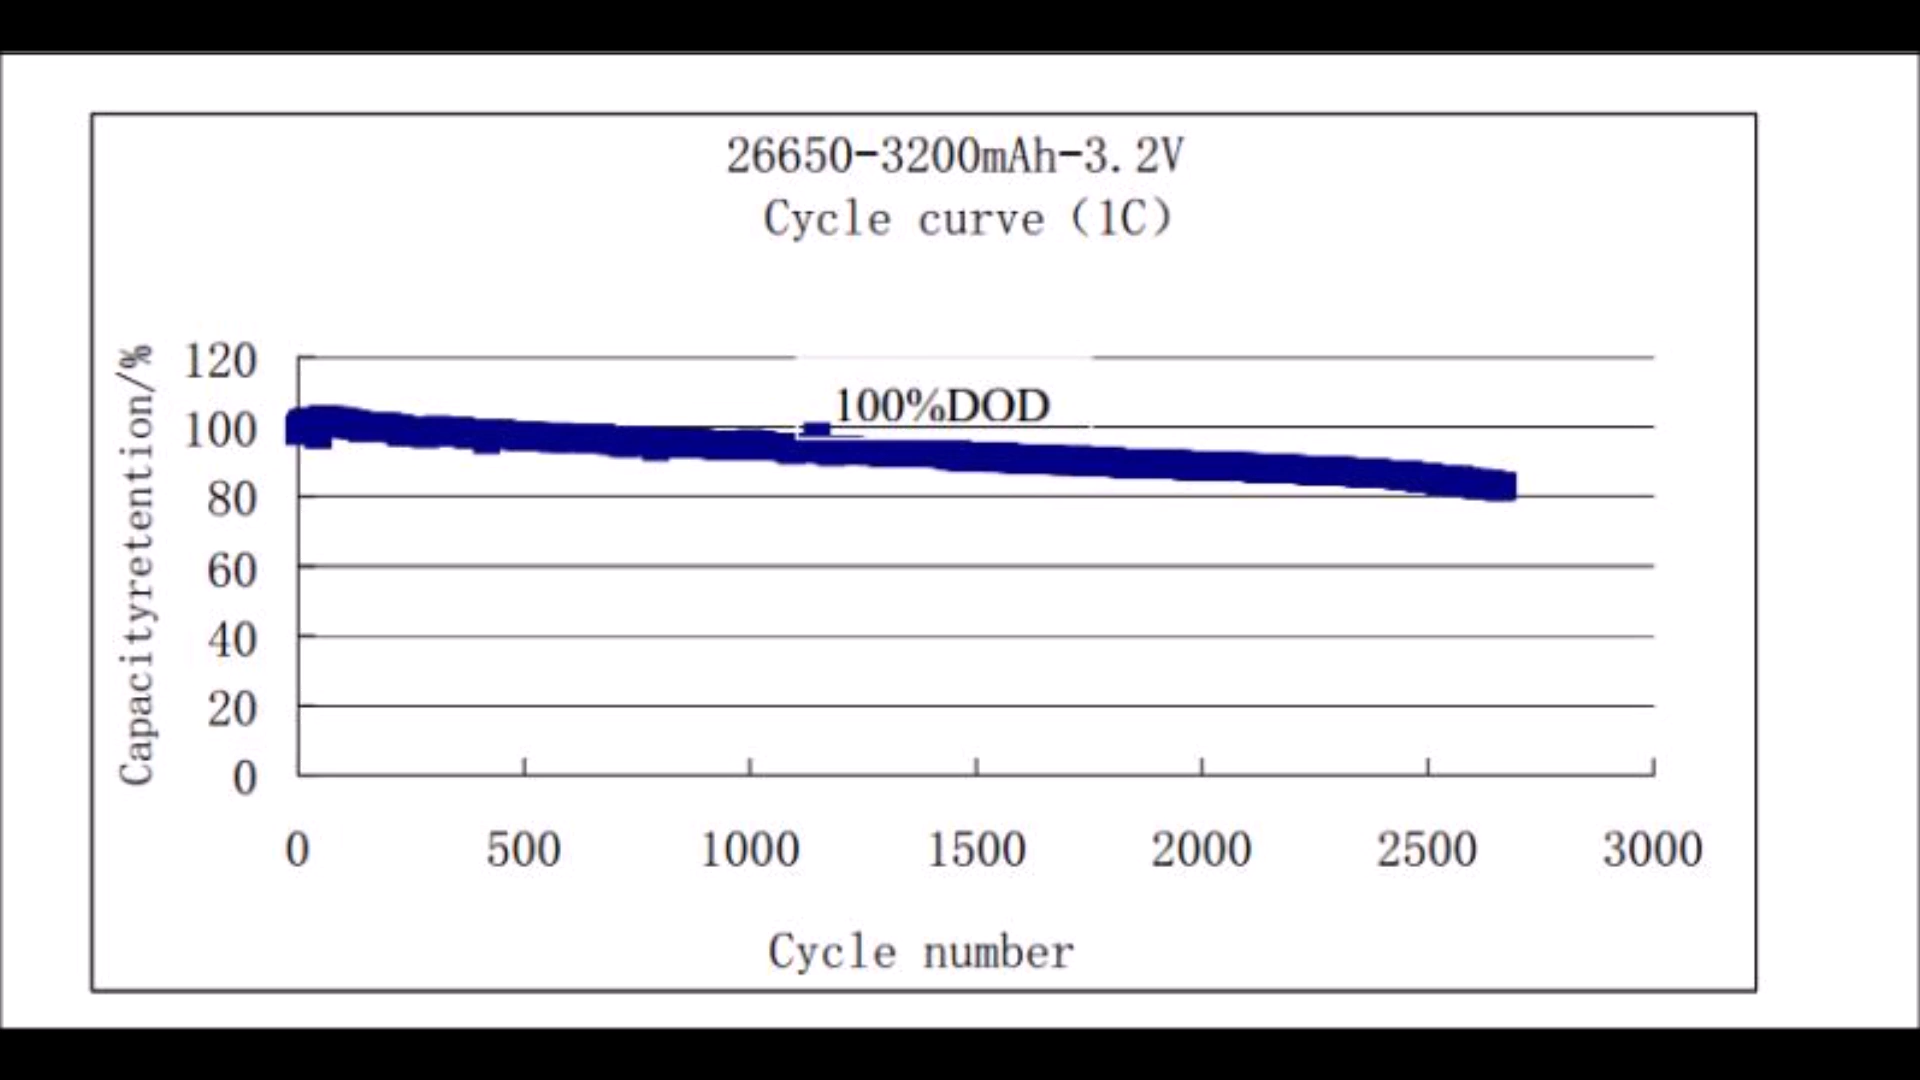 26650-3200mAh-3.2V
Cycle curve (1C)
100%DOD
Capacityretention/%
120
100
80
60
40
20
0
0 500 1000 1500 2000 2500 3000
Cycle number